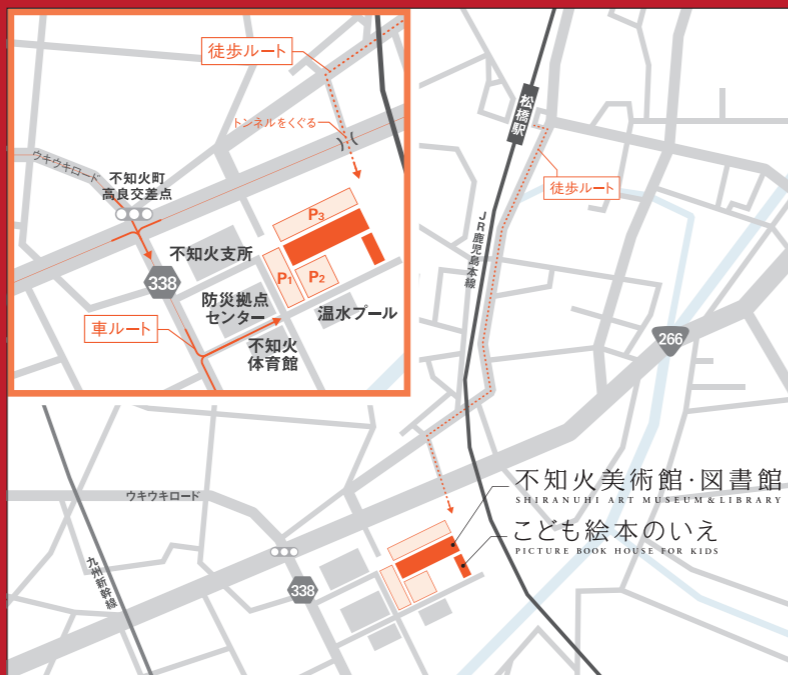 徒歩ルート
トンネルをくぐる
ウキウキロード
不知火町
高良交差点
P3
不知火支所
338
P1
P2
防災拠点
センター
温水プール
車ルート
不知火
体育館
松橋駅
徒歩ルート
JR鹿児島本線
266
不知火美術館・図書館
SHIRANUHI ART MUSEUM & LIBRARY
ウキウキロード
こども絵本のいえ
PICTURE BOOK HOUSE FOR KIDS
九州新幹線
338